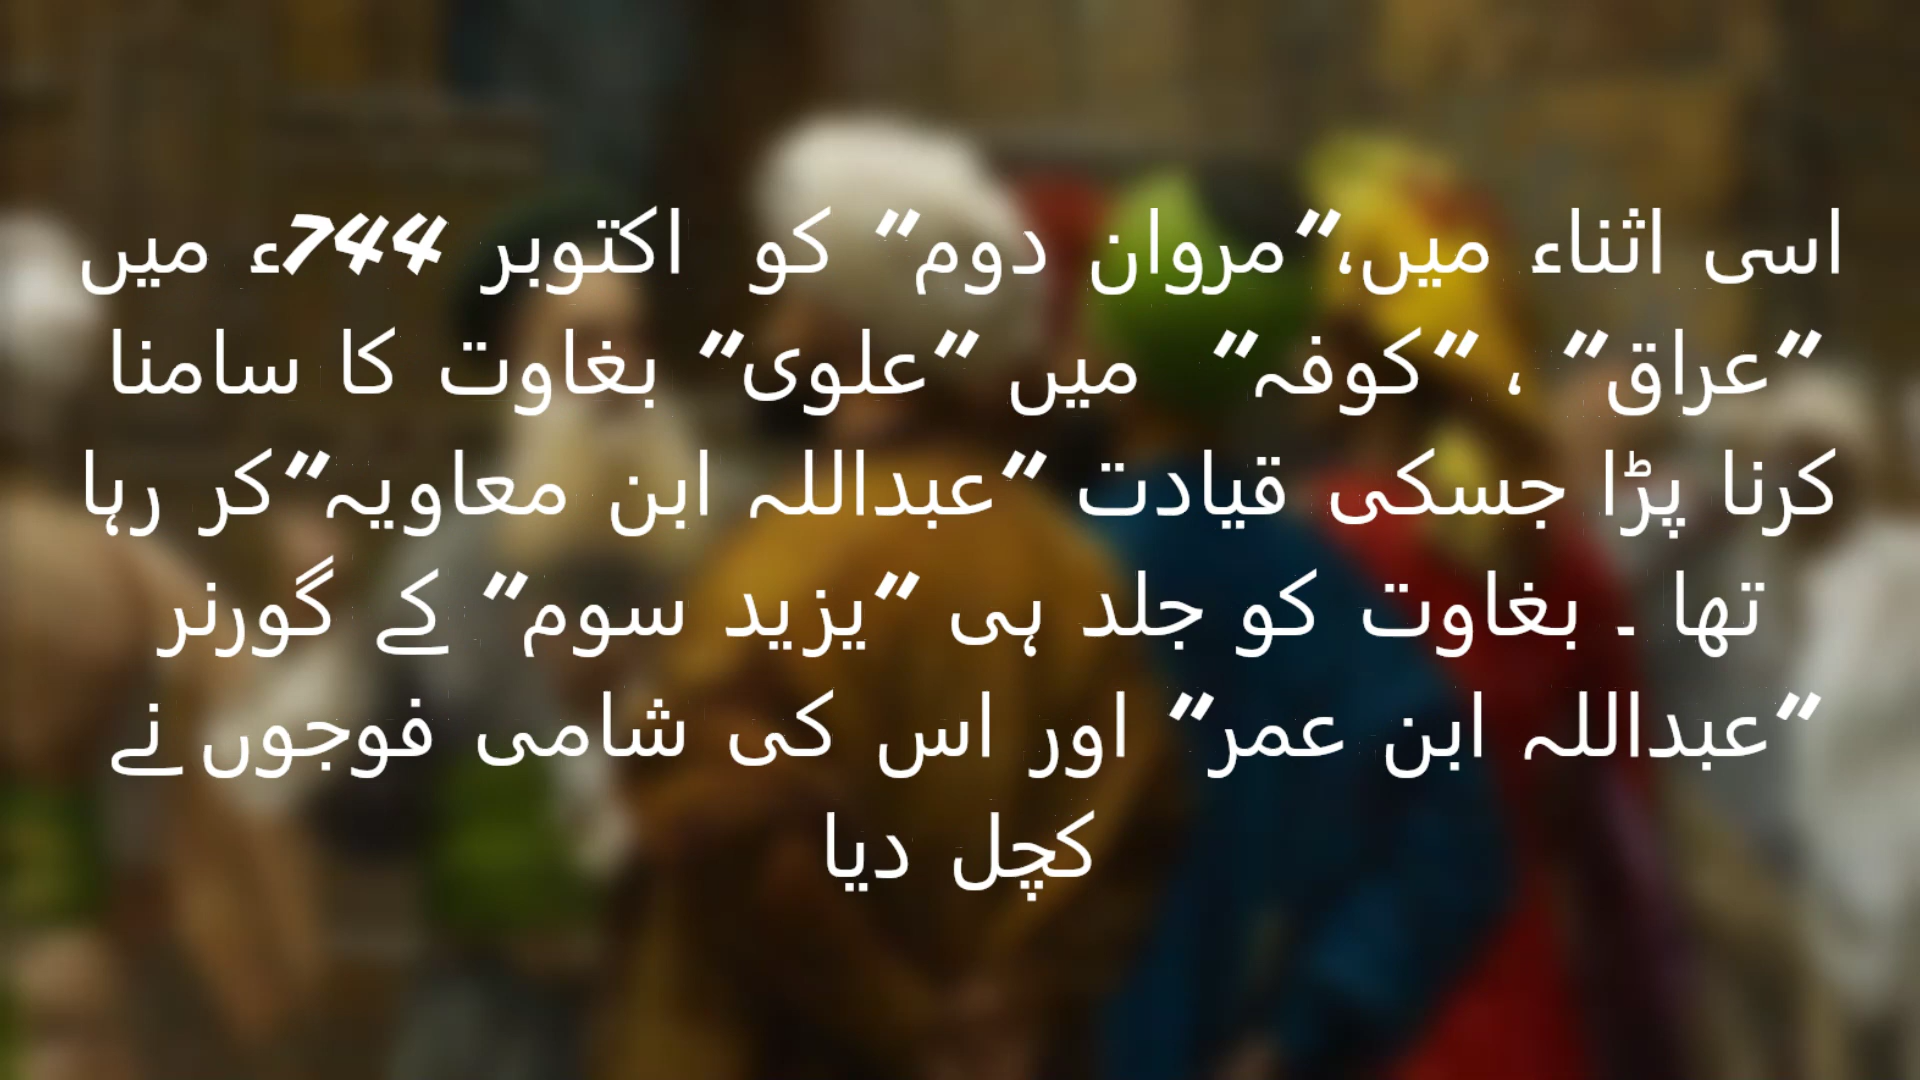 اسی اثناء میں،"مروان دوم" کو اکتوبر 744ء میں
"عراق" ، "کوفہ" میں "علوی" بغاوت کا سامنا
کرنا پڑا جسکی قیادت "عبداللہ ابن معاویہ"کر رہا
تھا ۔ بغاوت کو جلد ہی "یزید سوم" کے گورنر
"عبداللہ ابن عمر" اور اس کی شامی فوجوں نے
کچل دیا